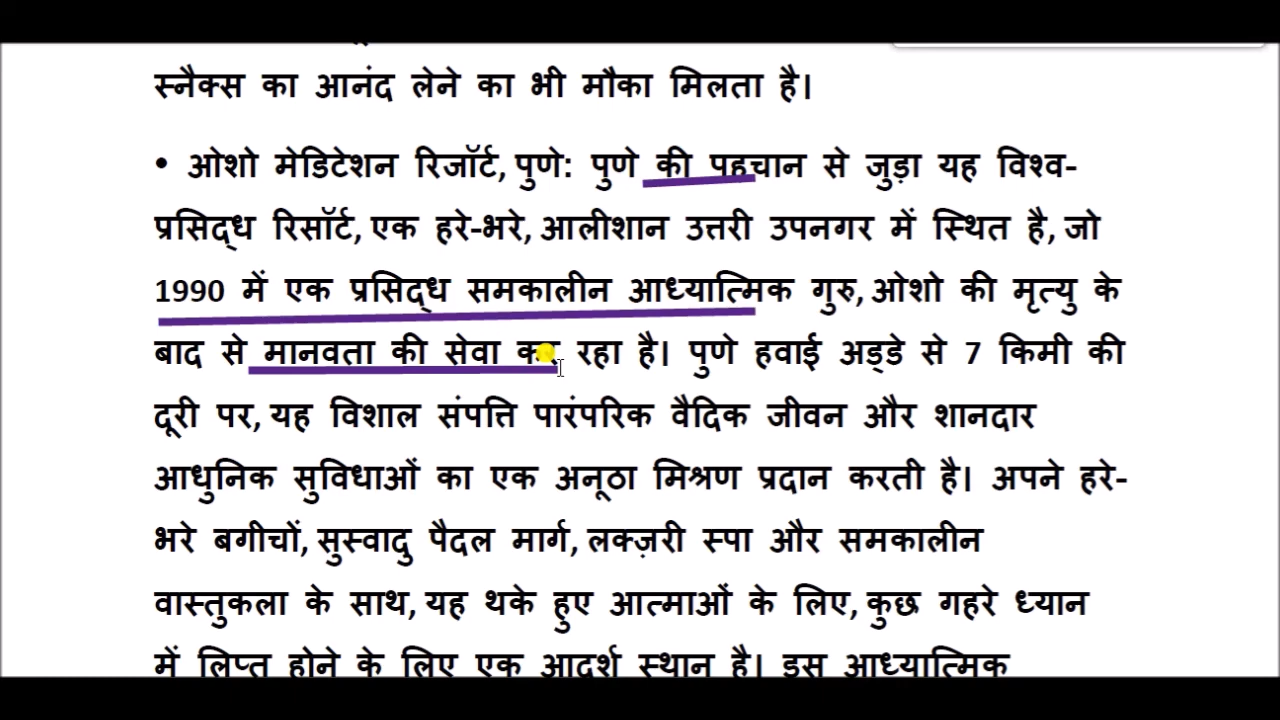 स्नैक्स का आनंद लेने का भी मौका मिलता है।
• ओशो मेडिटेशन रिजॉर्ट, पुणे: पुणे की पहचान से जुड़ा यह विश्व-
प्रसिद्ध रिसॉर्ट, एक हरे-भरे, आलीशान उत्तरी उपनगर में स्थित है, जो
1990 में एक प्रसिद्ध समकालीन आध्यात्मिक गुरु, ओशो की मृत्यु के
बाद से मानवता की सेवा कर रहा है। पुणे हवाई अड्डे से 7 किमी की
दूरी पर, यह विशाल संपत्ति पारंपरिक वैदिक जीवन और शानदार
आधुनिक सुविधाओं का एक अनूठा मिश्रण प्रदान करती है। अपने हरे-
भरे बगीचों, सुस्वादु पैदल मार्ग, लक्ज़री स्पा और समकालीन
वास्तुकला के साथ, यह थके हुए आत्माओं के लिए, कुछ गहरे ध्यान
में लिप्त होने के लिए एक आदर्श स्थान है। इस आध्यात्मिक